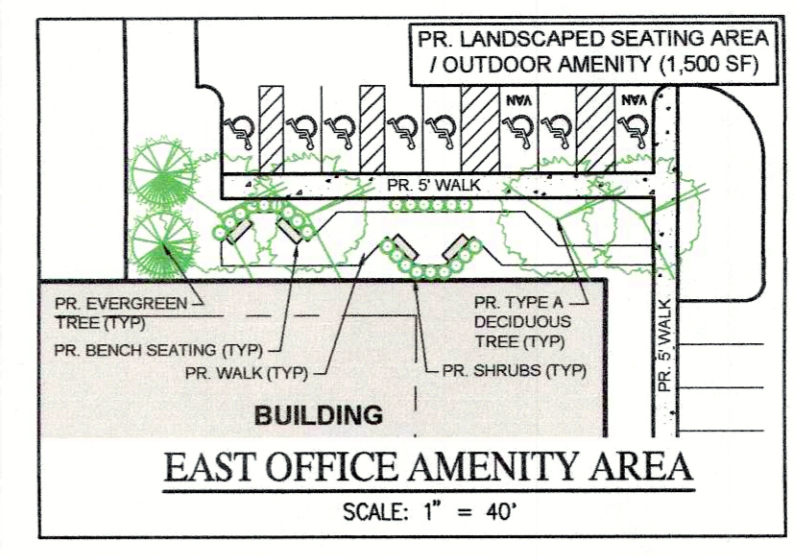 PR. LANDSCAPED SEATING AREA
/ OUTDOOR AMENITY (1,500 SF)
VAN
VAN
PR. 5' WALK
PR. EVERGREEN
TREE (TYP)
PR. BENCH SEATING (TYP)
PR. WALK (TYP)
PR. TYPE A
DECIDUOUS
TREE (TYP)
PR. SHRUBS (TYP)
PR. 5' WALK
BUILDING
EAST OFFICE AMENITY AREA
SCALE: 1" = 40'